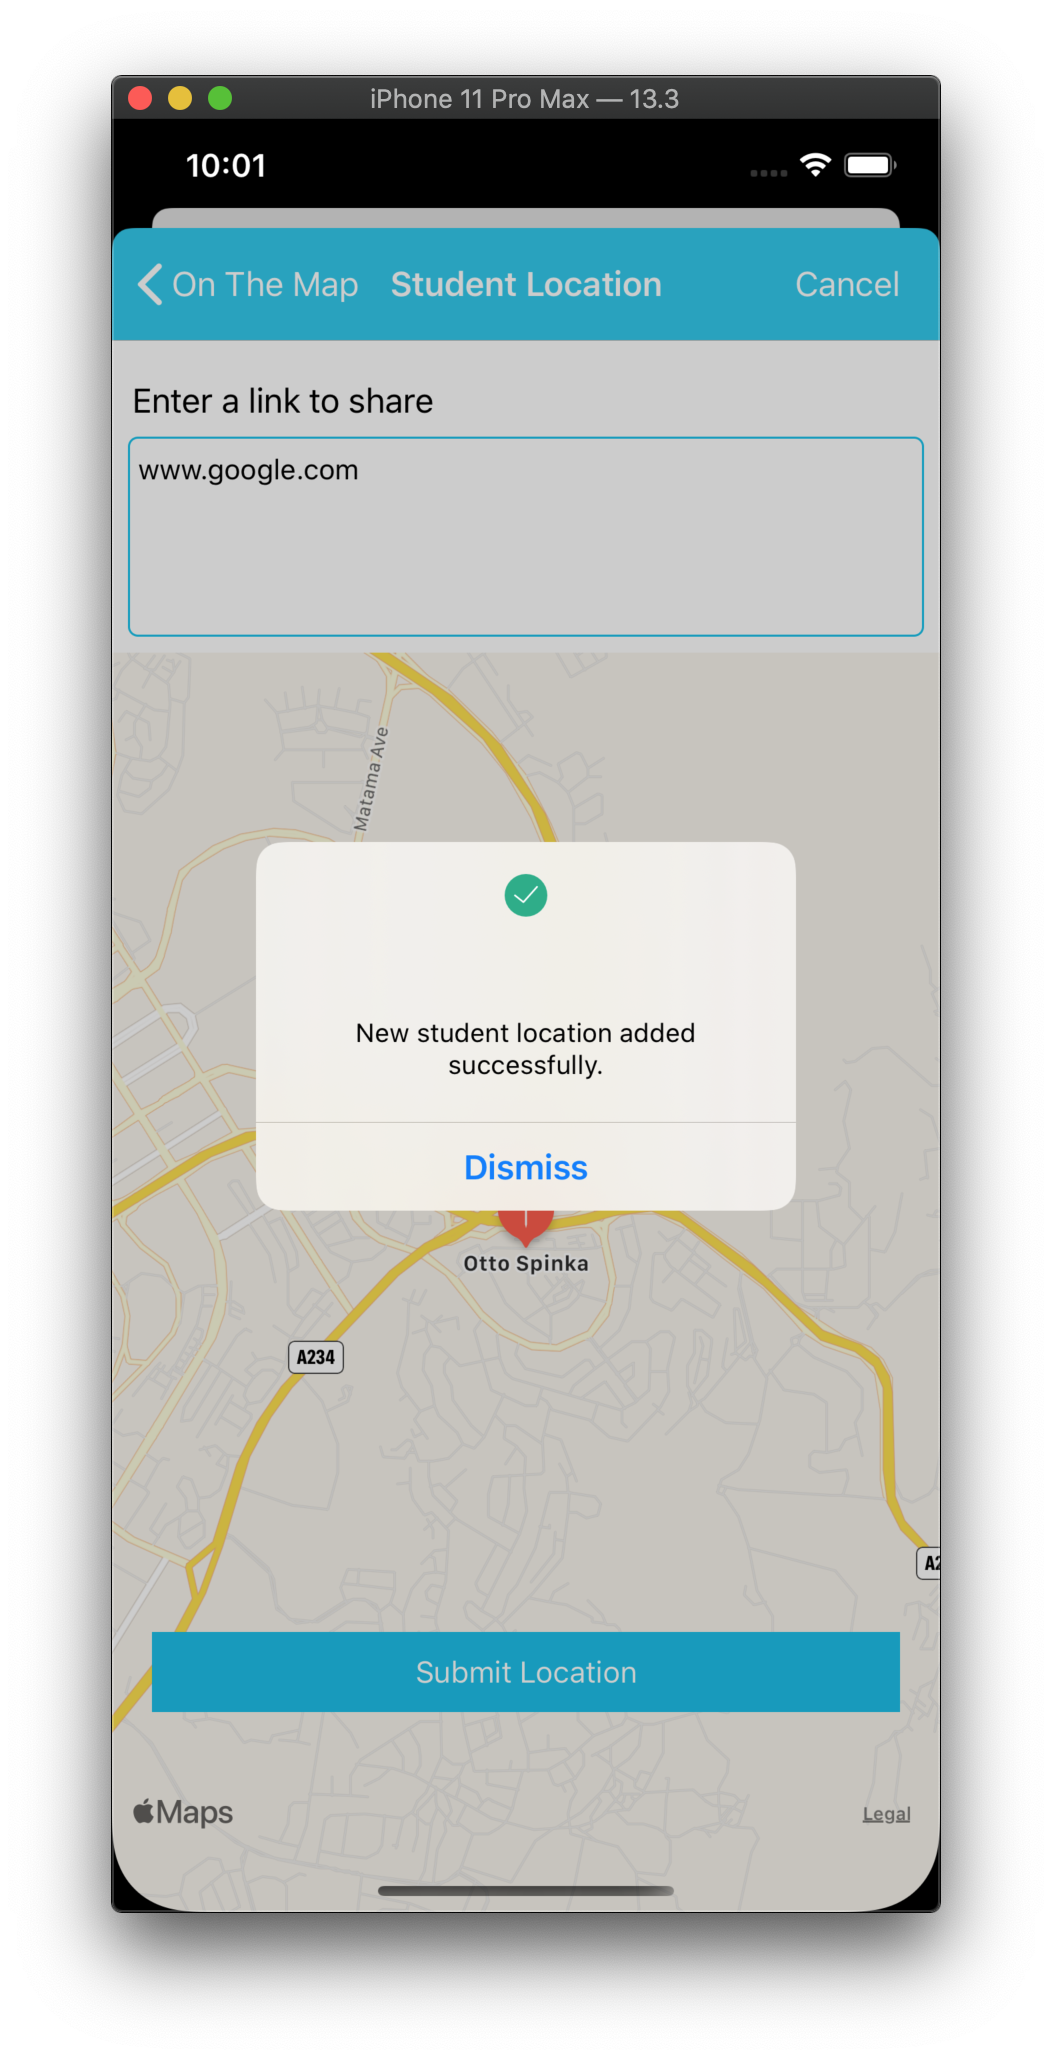 iPhone 11 Pro Max — 13.3
10:01
On The Map
Student Location
Cancel
Enter a link to share
www.google.com
Matama Ave
New student location added
successfully.
Dismiss
Otto Spinka
A234
A2
Submit Location
Maps
Legal